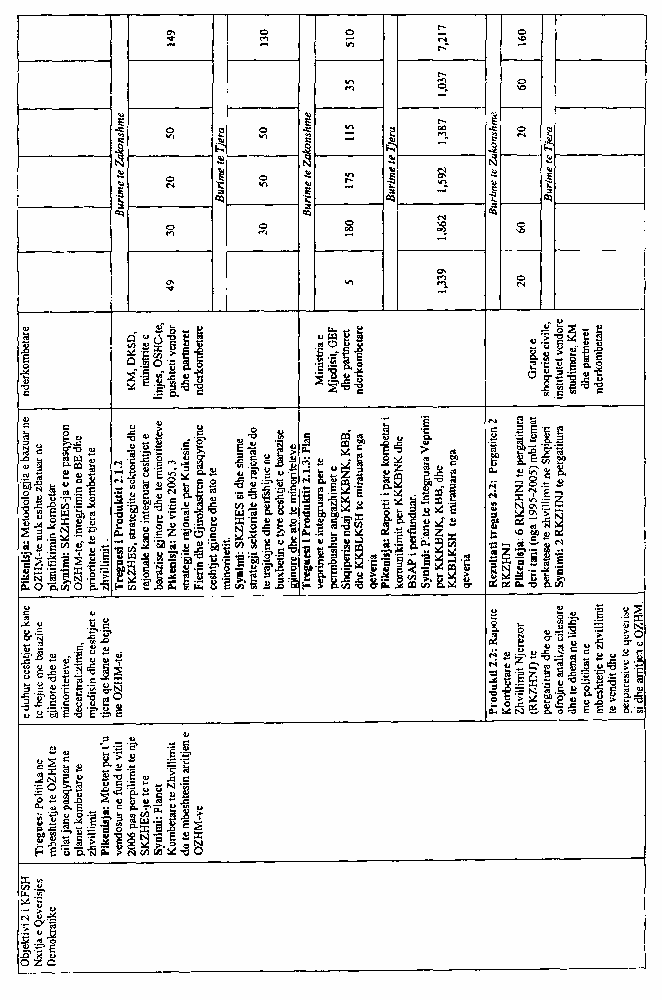 Objektivi 2 i KFSH
Nxitja e Qeverisjes
Demokratike
Tregues: Politika ne
mbeshtetje te OZHM te
cilat jane pasqyruar ne
planet kombetare te
zhvillimit
Pikenisja: Mbetet per t'u
vendosur ne fund te vitit
2006 pas perpilimit te nje
SKZHES-je te re
Synimi: Planet
Kombetare te Zhvillimit
do te mbeshtesin arritjen e
OZHM-ve
e duhur ceshtjet qe kane
te bejne me barazine
gjinore dhe te
minoriteteve,
decentralizimin,
mjedisin dhe ceshtjet e
tjera qe kane te bejne
me OZHM-te.
Pikenisja: Metodologjia e bazuar ne
OZHM-te nuk eshte zbatuar ne
planifikimin kombetar
Synimi: SKZHES-ja e re pasqyron
OZHM-te, integrimin ne BE dhe
prioritete te tjera kombetare te
zhvillimit .
nderkombetare
Treguesi i Produktit 2.1.2
SKZHES, strategjite sektoriale dhe
rajonale kane integruar ceshtjet e
barazise gjinore dhe te minoriteteve
Pikenisja: Ne vitin 2005, 3
strategjite rajonale per Kukesin,
Fierin dhe Gjirokastren pasqyrojne
ceshtjet gjinore dhe ato te
minoritetit.
Synimi: SKZHES si dhe shume
strategji sektoriale dhe rajonale do
te trajtojne dhe perfshijne ne
buxhetin e tyre ceshtjet e barazise
gjinore dhe ato te minoriteteve
KM, DKSD,
ministrite e
linjes, OSHC-te,
pushteti vendor
dhe partneret
nderkombetare
Burime te Zakonshme
49 30 20 50 149
Burime te Tjera
30 50 50 130
Treguesi i Produktit 2.1.3: Plan
veprimet e integruara per te
permbushur angazhimet e
Shqiperise ndaj KKKBNK, KBB,
dhe KKBLKSH te miratuara nga
qeveria
Pikenisja: Raporti i pare kombetar i
komunikimit per KKKBNK dhe
BSAP i perfunduar.
Synimi: Plane te Integruara Veprimi
per KKKBNK, KBB, dhe
KKBLKSH te miratuara nga
qeveria
Ministria e
Mjedisit, GEF
dhe partneret
nderkombetare
Burime te Zakonshme
5 180 175 115 35 510
Burime te Tjera
1,339 1,862 1,592 1,387 1,037 7,217
Produkti 2.2: Raporte
Kombetare te
Zhvillimit Njerezor
(RKZHNJ) te
pergatitura dhe qe
ofrojne analiza cilesore
dhe te dhena ne lidhje
me politikat ne
mbeshtetje te zhvillimit
te vendit dhe
perparesive te qeverise
si dhe arritjen e OZHM.
Rezultati tregues 2.2: Pergatiten 2
RKZHNJ
Pikenisja: 6 RKZHNJ te pergatitura
deri tani (nga 1995-2005) mbi temat
perkatese te zhvillimit ne Shqiperi
Synimi: 2 RKZHNJ te pergatitura
Grupet e
shoqerise civile,
institutet vendore
studimore, KM
dhe partneret
nderkombetare
Burime te Zakonshme
20 60 20 60 160
Burime te Tjera